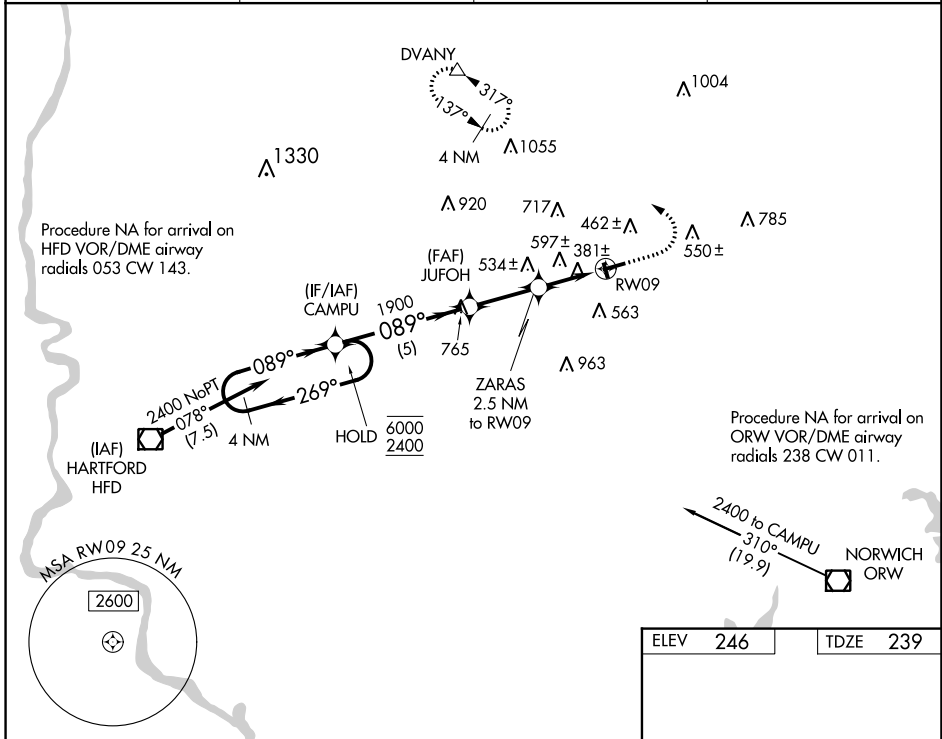 DVANY
317°
137°
4 NM
1004
1055
1330
920
717
462±
785
Procedure NA for arrival on
HFD VOR/DME airway
radials 053 CW 143.
(FAF)
JUFOH
534±
597±
381±
550±
RW09
(IF/IAF)
CAMPU
1900
089°
(5)
765
563
089°
269°
963
2400 NoPT
078°
(7.5)
4 NM
HOLD
6000
2400
ZARAS
2.5 NM
to RW09
(IAF)
HARTFORD
HFD
Procedure NA for arrival on
ORW VOR/DME airway
radials 238 CW 011.
2400 to CAMPU
310°
(19.9)
NORWICH
ORW
MSA RW09 25 NM
2600
ELEV 246
TDZE 239